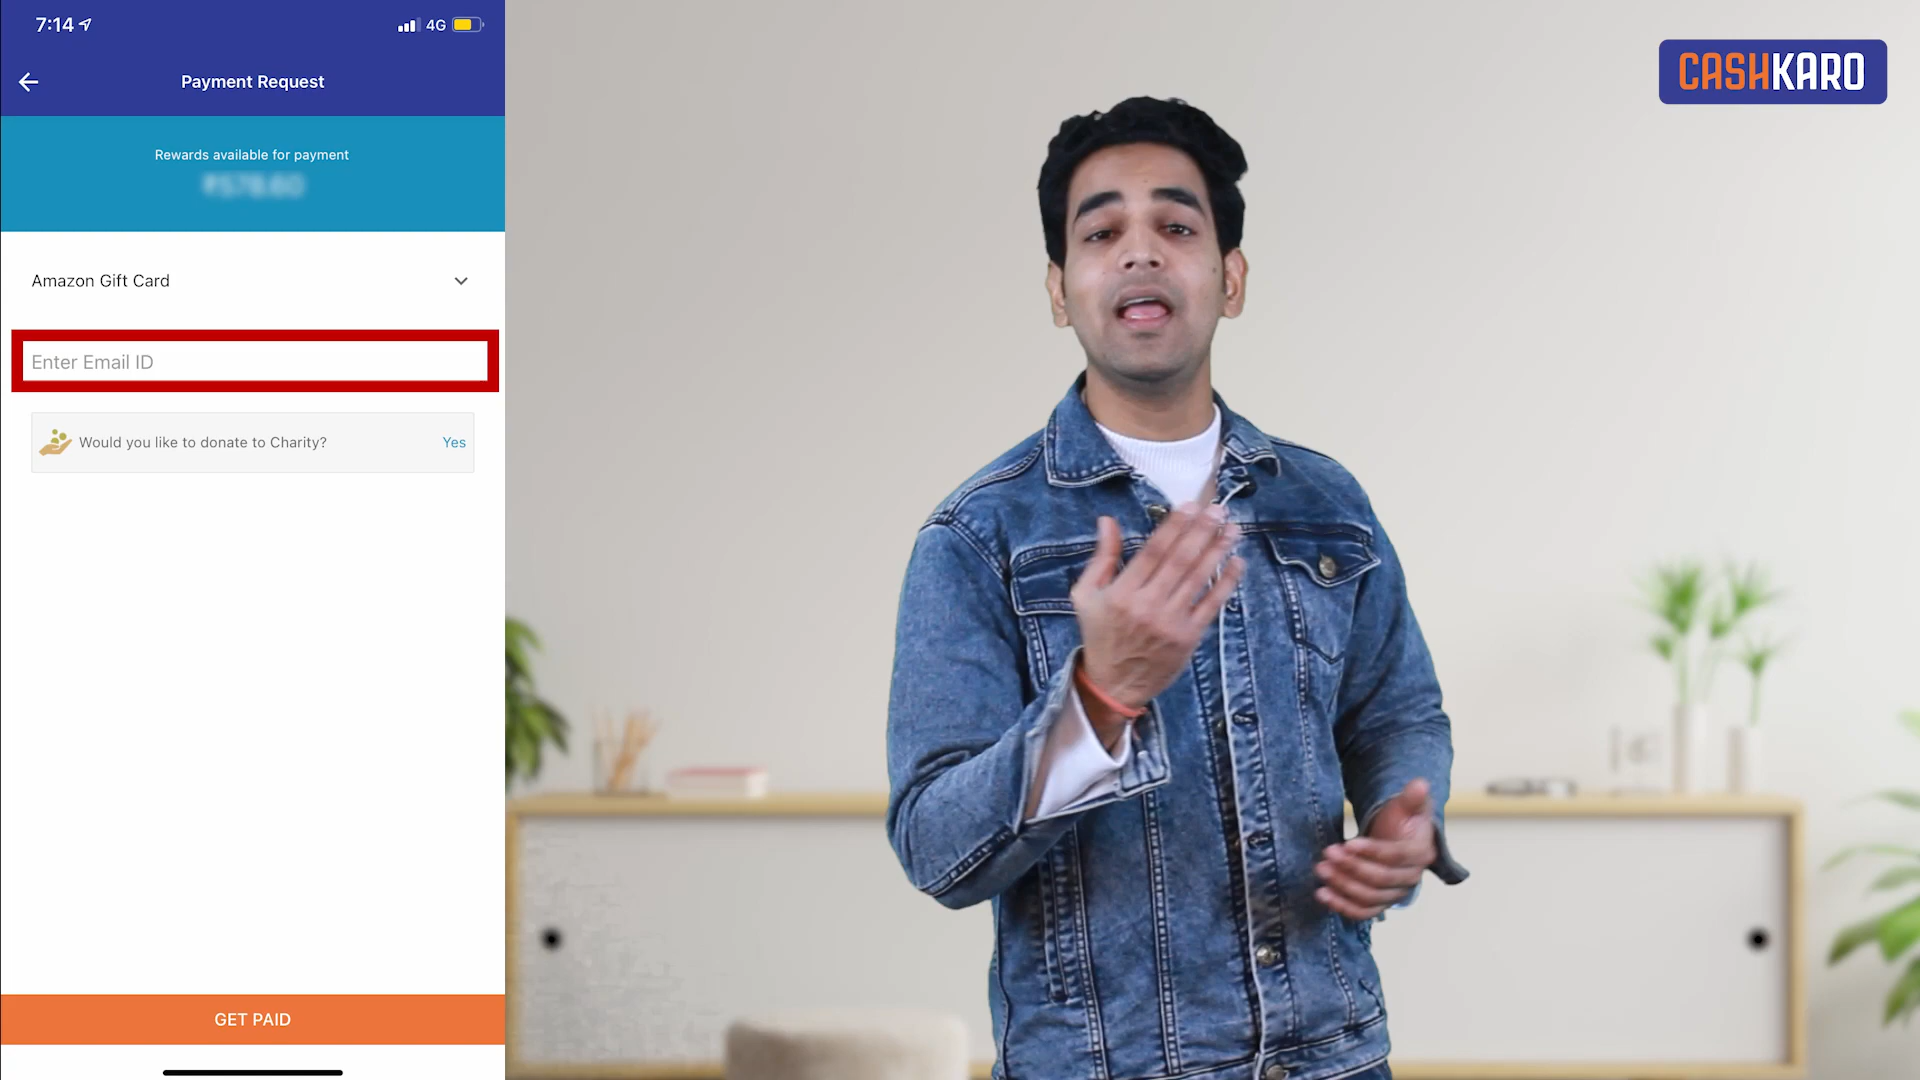 7:14
4G
Payment Request
Rewards available for payment
Amazon Gift Card
Enter Email ID
Would you like to donate to Charity?
Yes
GET PAID
CASHKARO